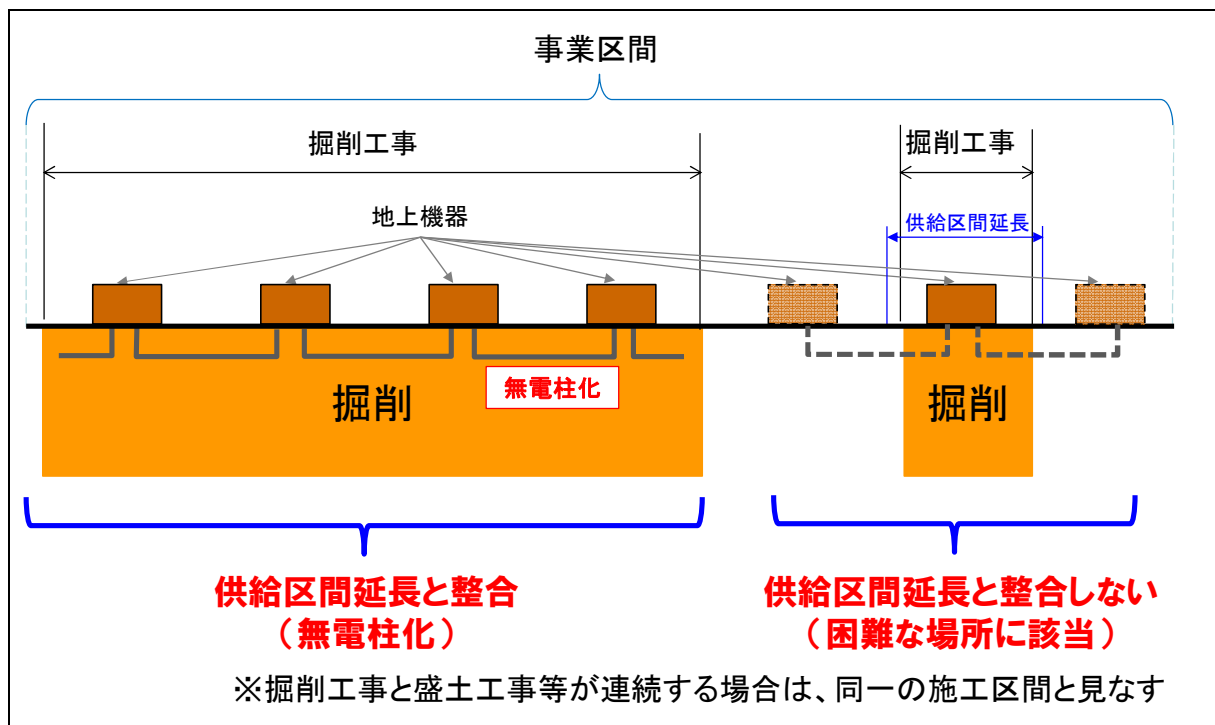 事業区間
掘削工事
掘削工事
地上機器
供給区間延長
無電柱化
掘削
掘削
供給区間延長と整合
（無電柱化）
供給区間延長と整合しない
（困難な場所に該当）
※掘削工事と盛土工事等が連続する場合は、同一の施工区間と見なす